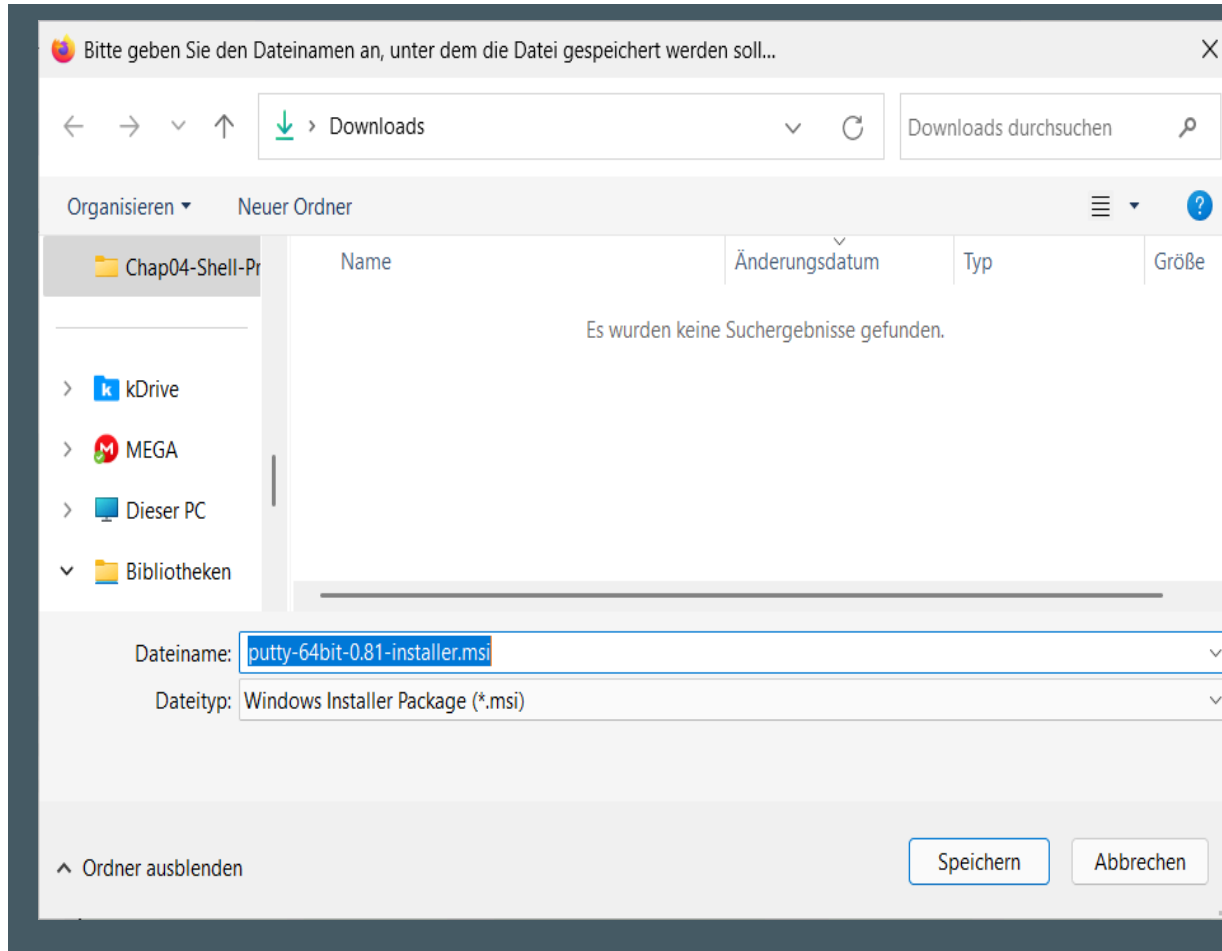 Bitte geben Sie den Dateinamen an, unter dem die Datei gespeichert werden soll...
Downloads
Downloads durchsuchen
Organisieren
Neuer Ordner
Chap04-Shell-Pr
Name
Änderungsdatum
Typ
Größe
Es wurden keine Suchergebnisse gefunden.
kDrive
MEGA
Dieser PC
Bibliotheken
Dateiname: putty-64bit-0.81-installer.msi
Dateityp: Windows Installer Package (*.msi)
Ordner ausblenden
Speichern
Abbrechen